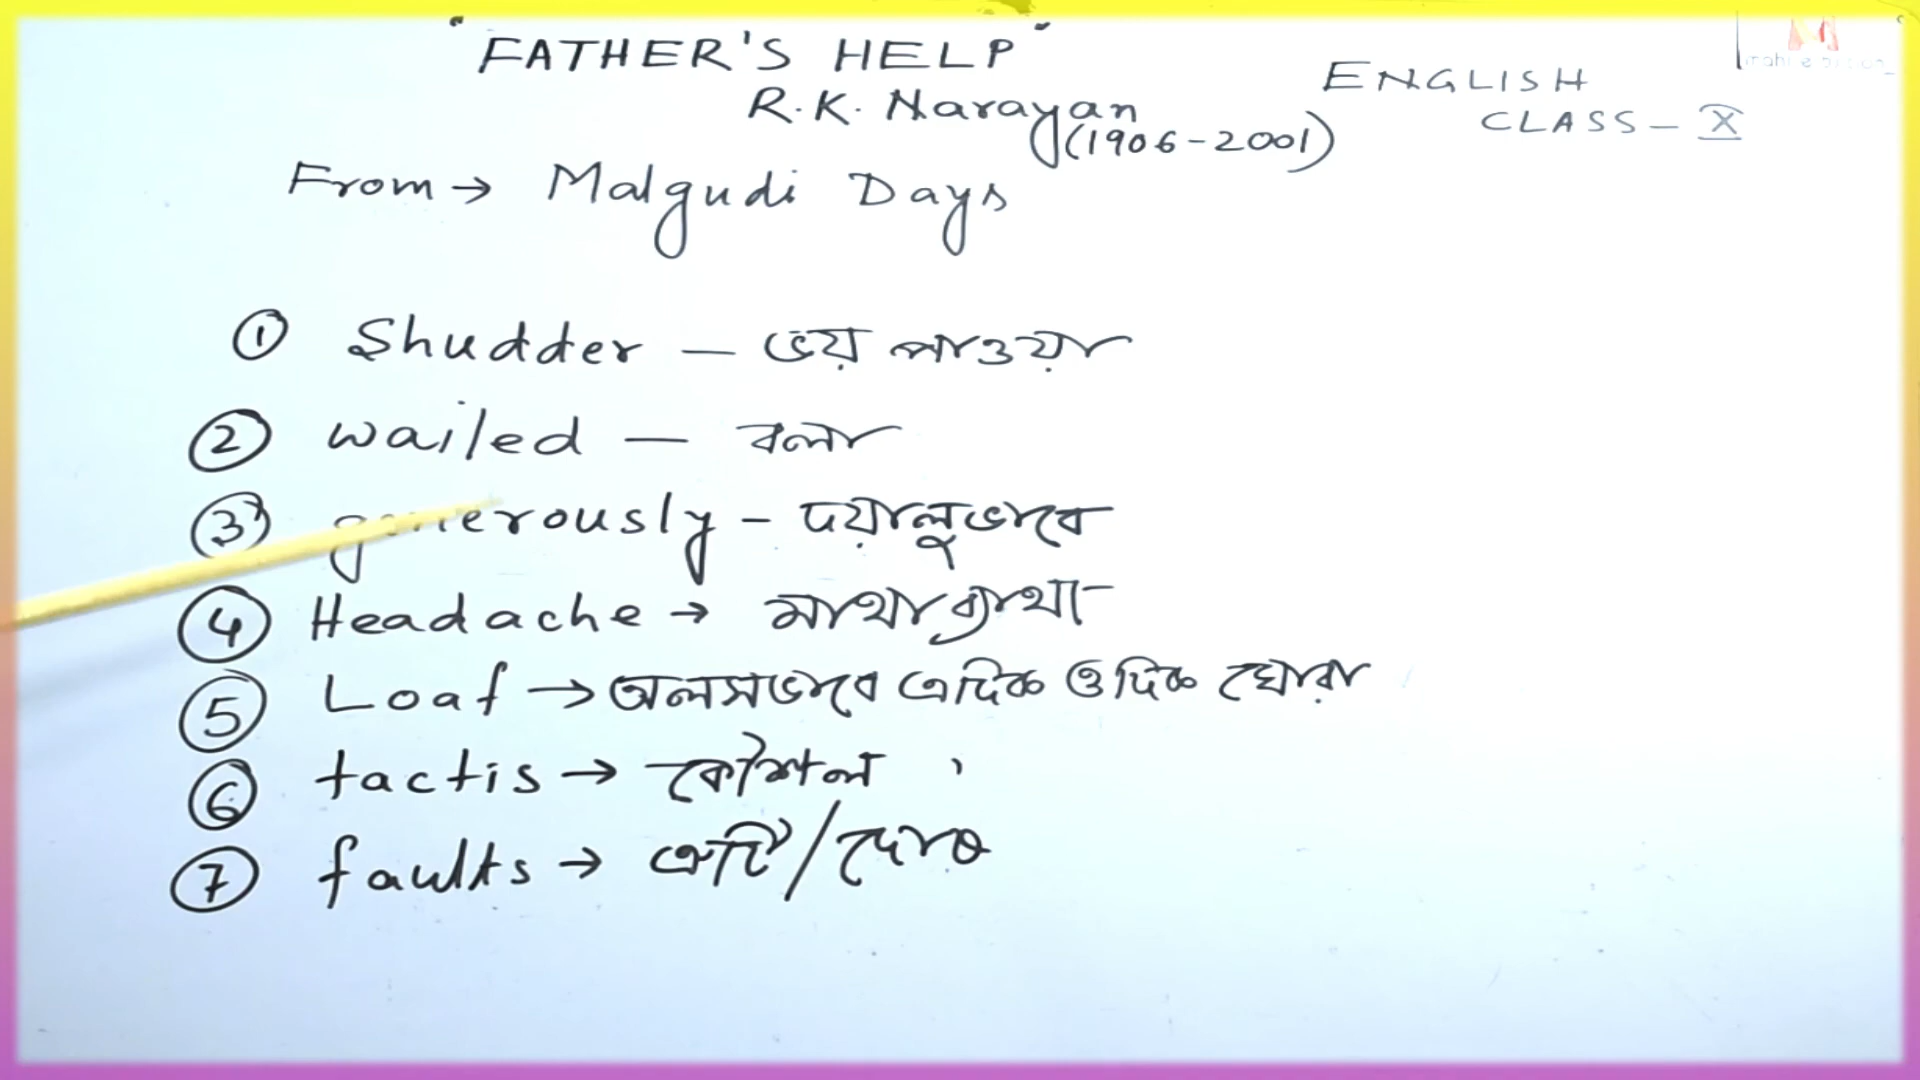 "FATHER'S HELP"
R.K. Narayan
(1906-2001)
ENGLISH
CLASS - X
From → Malgudi Days
① Shudder — ভয় পাওয়া
② wailed — বলা
③ generously - দয়ালুভাবে
④ Headache → মাথা ব্যথা
⑤ Loaf → অলসভাবে এদিক ওদিক ঘোরা
⑥ tactis → কৌশল
⑦ faults → ত্রুটি/দোষ